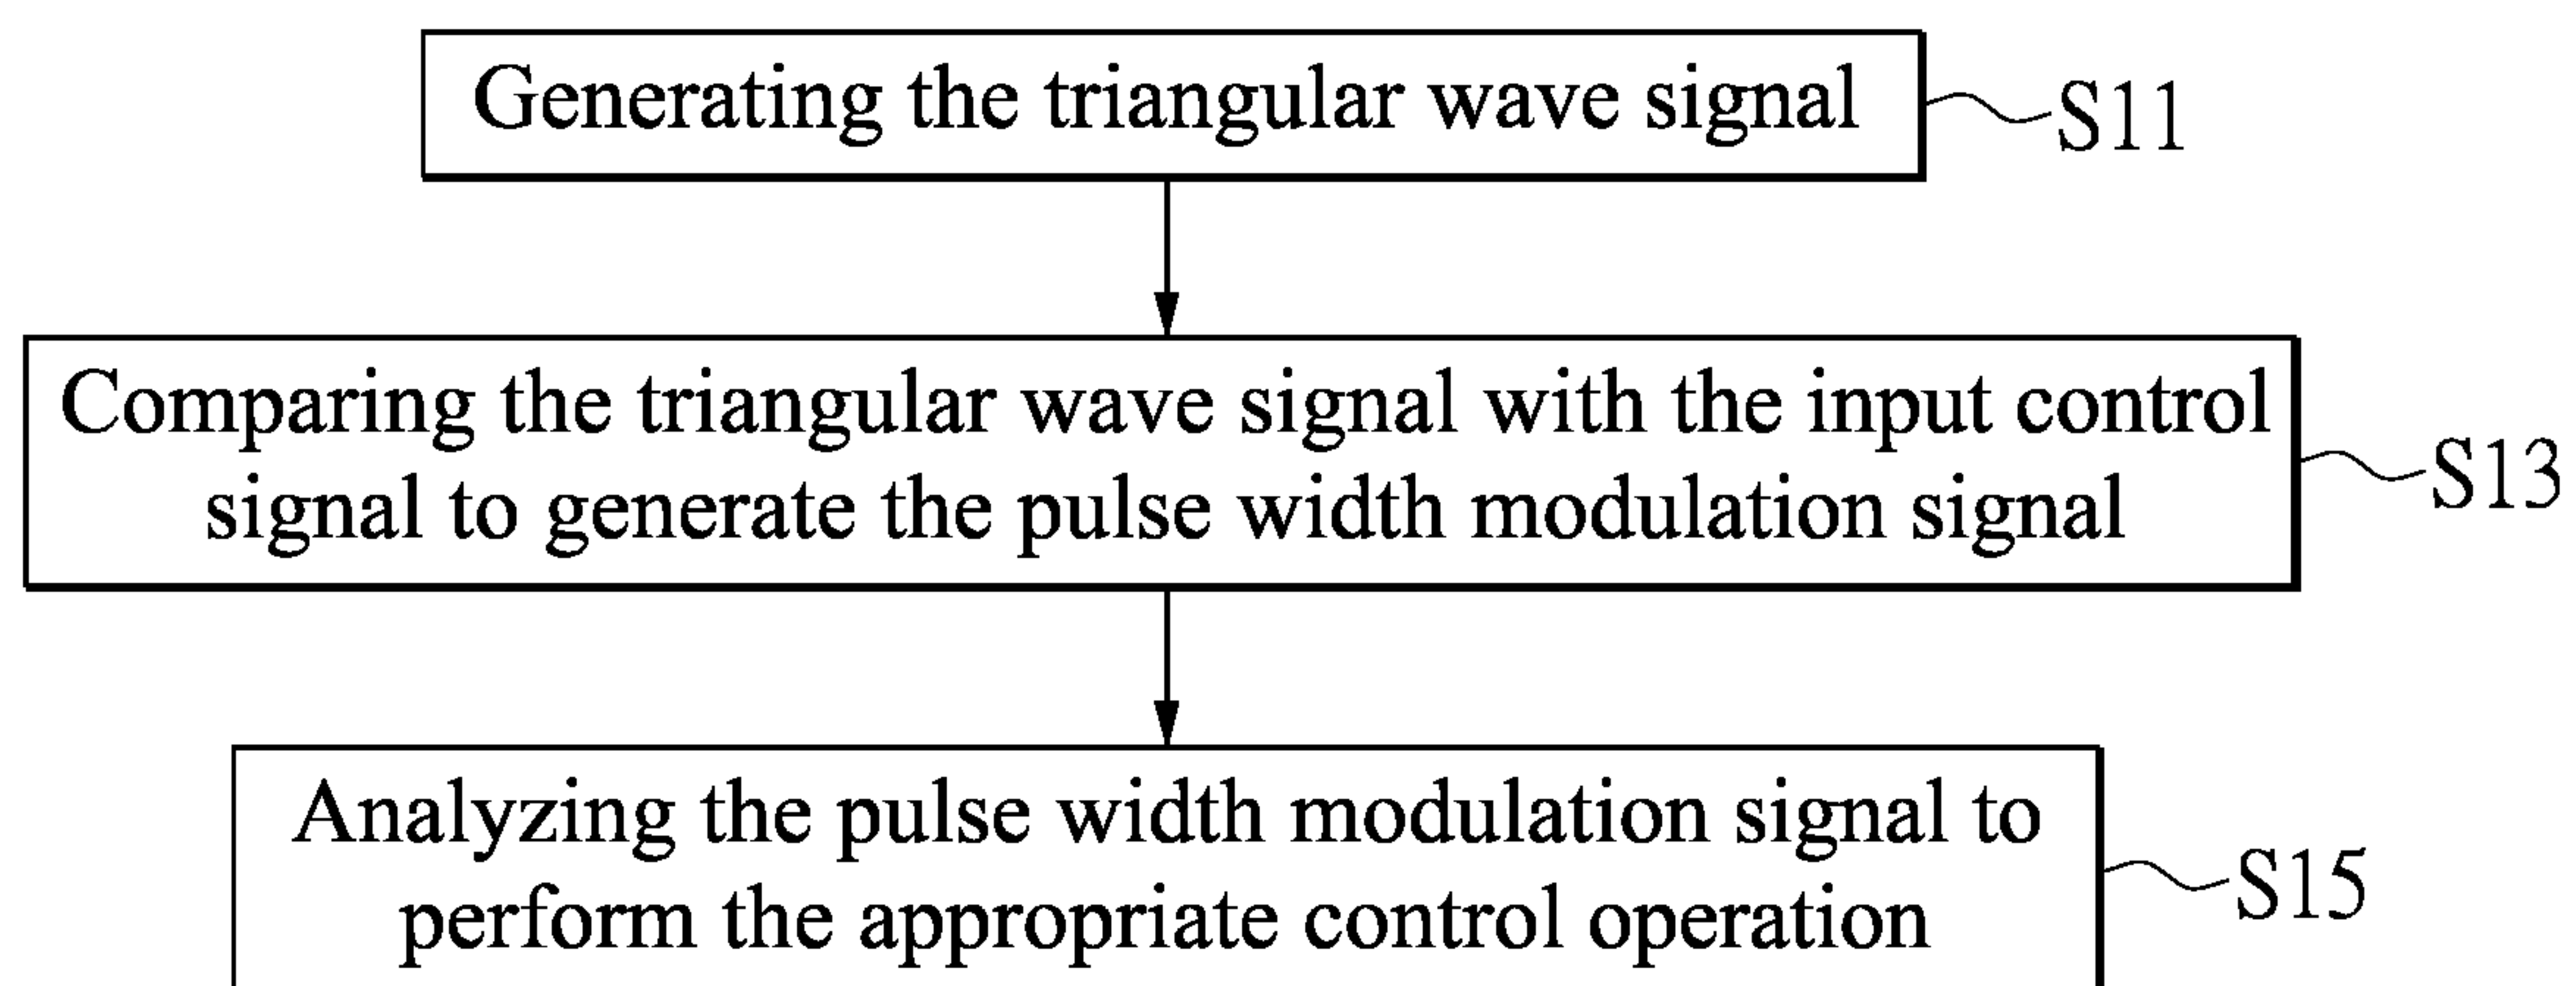 Generating the triangular wave signal
S11
Comparing the triangular wave signal with the input control
signal to generate the pulse width modulation signal
S13
Analyzing the pulse width modulation signal to
perform the appropriate control operation
S15